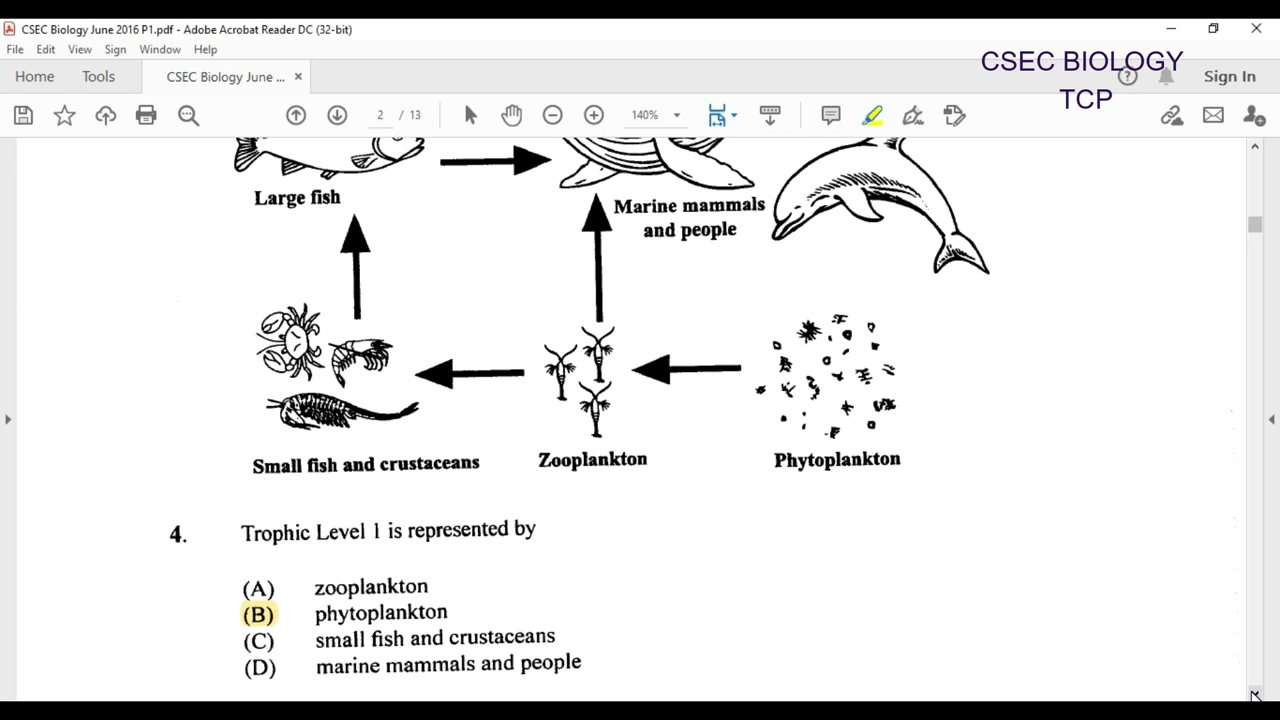 CSEC Biology June 2016 P1.pdf - Adobe Acrobat Reader DC (32-bit)
File Edit View Sign Window Help
CSEC BIOLOGY
TCP
Home Tools CSEC Biology June ... × Sign In
2 / 13 140%
Large fish
Marine mammals
and people
Small fish and crustaceans
Zooplankton
Phytoplankton
4. Trophic Level 1 is represented by
(A) zooplankton
(B) phytoplankton
(C) small fish and crustaceans
(D) marine mammals and people